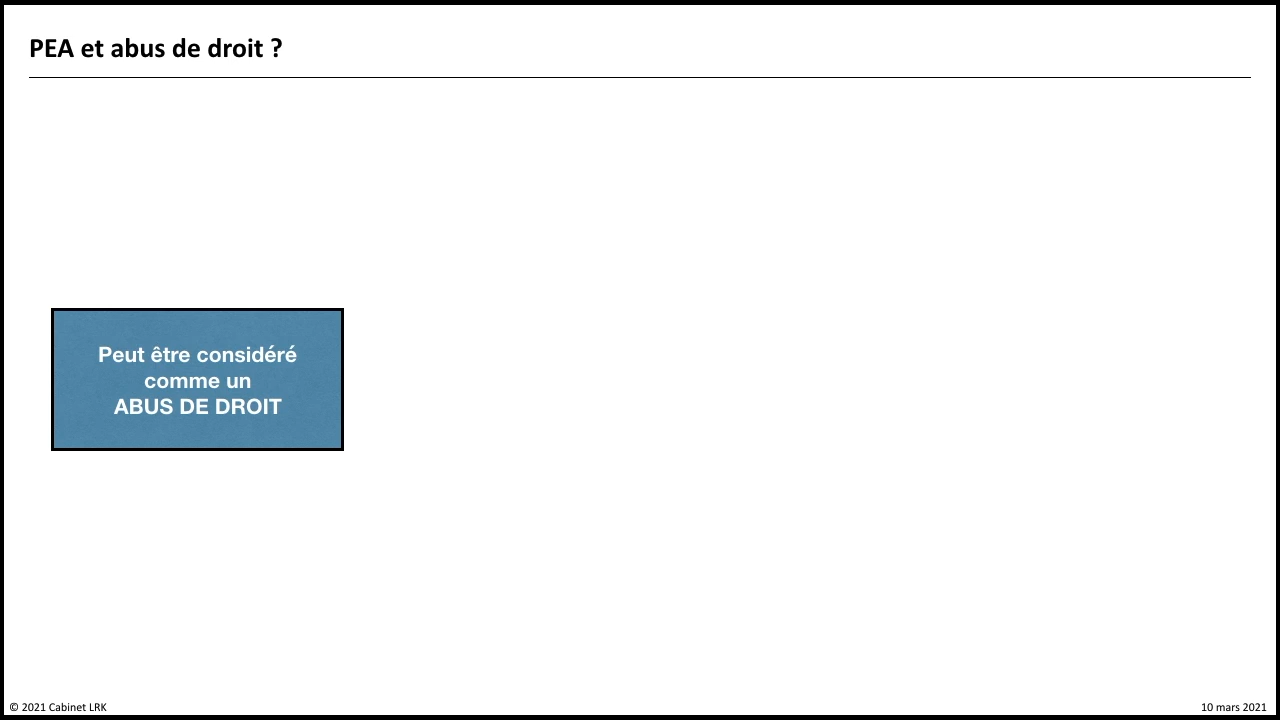 PEA et abus de droit ?
Peut être considéré
comme un
ABUS DE DROIT
© 2021 Cabinet LRK
10 mars 2021